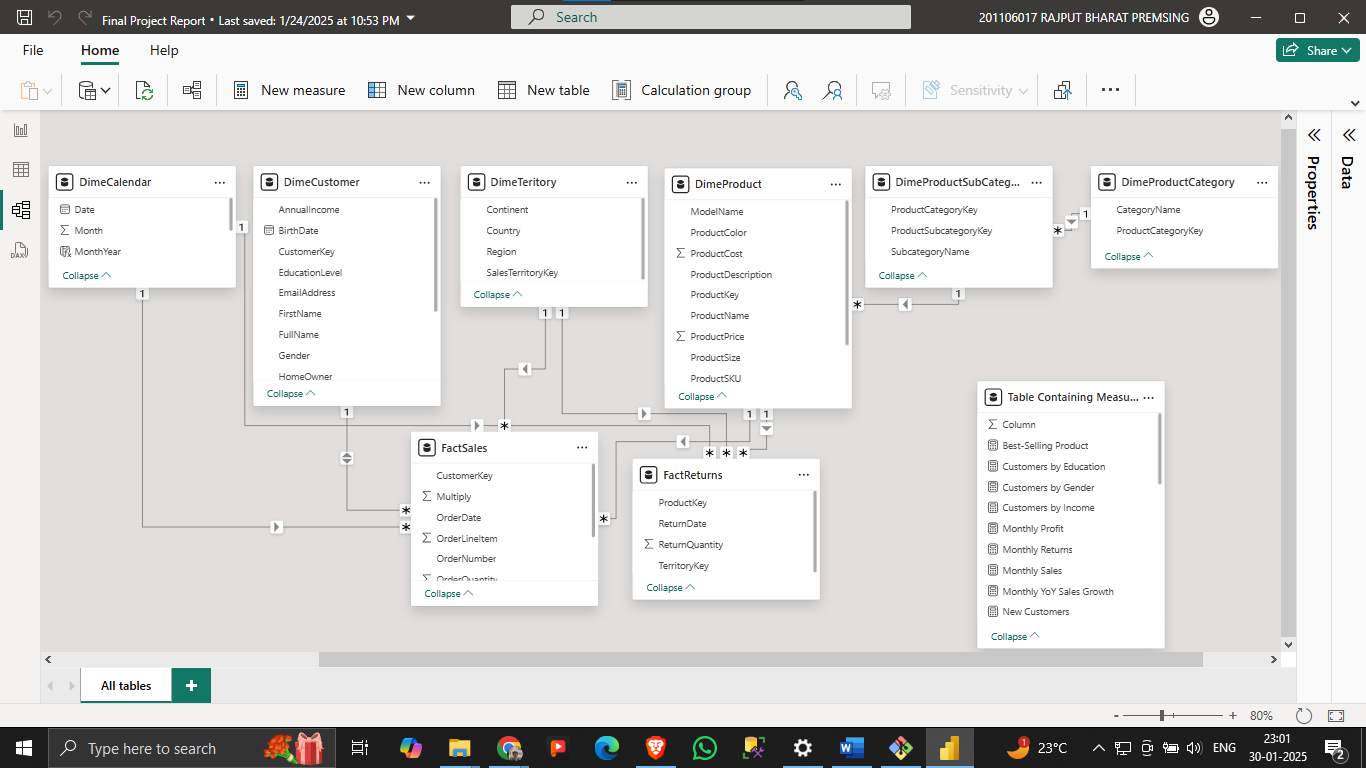 Final Project Report • Last saved: 1/24/2025 at 10:53 PM
Search
201106017 RAJPUT BHARAT PREMSING
File
Home
Help
Share
New measure
New column
New table
Calculation group
Sensitivity
DAX
DimeCalendar
Date
Month
MonthYear
Collapse
DimeCustomer
AnnualIncome
BirthDate
CustomerKey
EducationLevel
EmailAddress
FirstName
FullName
Gender
HomeOwner
Collapse
DimeTeritory
Continent
Country
Region
SalesTerritoryKey
Collapse
DimeProduct
ModelName
ProductColor
ProductCost
ProductDescription
ProductKey
ProductName
ProductPrice
ProductSize
ProductSKU
Collapse
DimeProductSubCateg...
ProductCategoryKey
ProductSubcategoryKey
SubcategoryName
Collapse
DimeProductCategory
CategoryName
ProductCategoryKey
Collapse
1
1
1
1
1
1
1
1
1
*
*
*
*
*
*
*
*
*
FactSales
CustomerKey
Multiply
OrderDate
OrderLineItem
OrderNumber
OrderQuantity
Collapse
FactReturns
ProductKey
ReturnDate
ReturnQuantity
TerritoryKey
Collapse
Table Containing Measu...
Column
Best-Selling Product
Customers by Education
Customers by Gender
Customers by Income
Monthly Profit
Monthly Returns
Monthly Sales
Monthly YoY Sales Growth
New Customers
Collapse
Properties
Data
All tables
+
- + 80%
Type here to search
1
23°C
ENG
23:01
30-01-2025
2